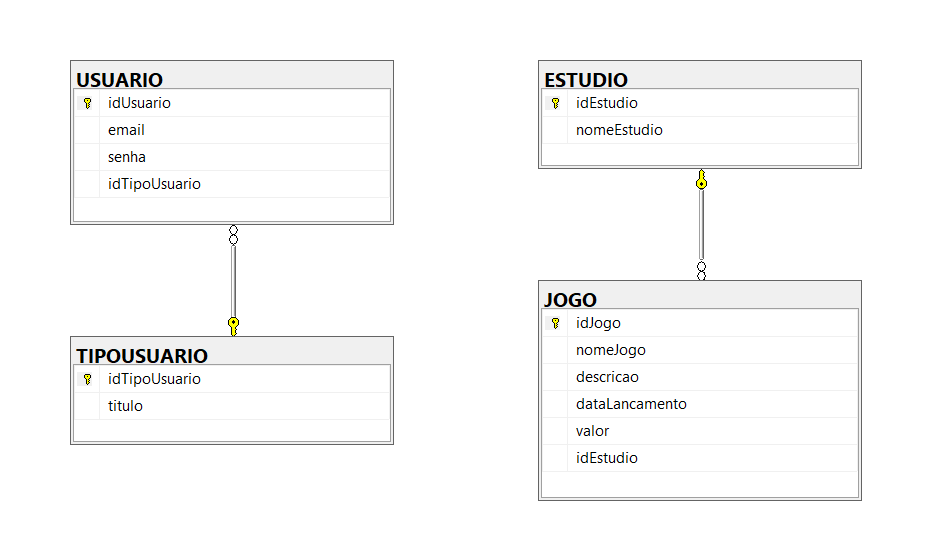 USUARIO
idUsuario
email
senha
idTipoUsuario
TIPOUSUARIO
idTipoUsuario
titulo
ESTUDIO
idEstudio
nomeEstudio
JOGO
idJogo
nomeJogo
descricao
dataLancamento
valor
idEstudio